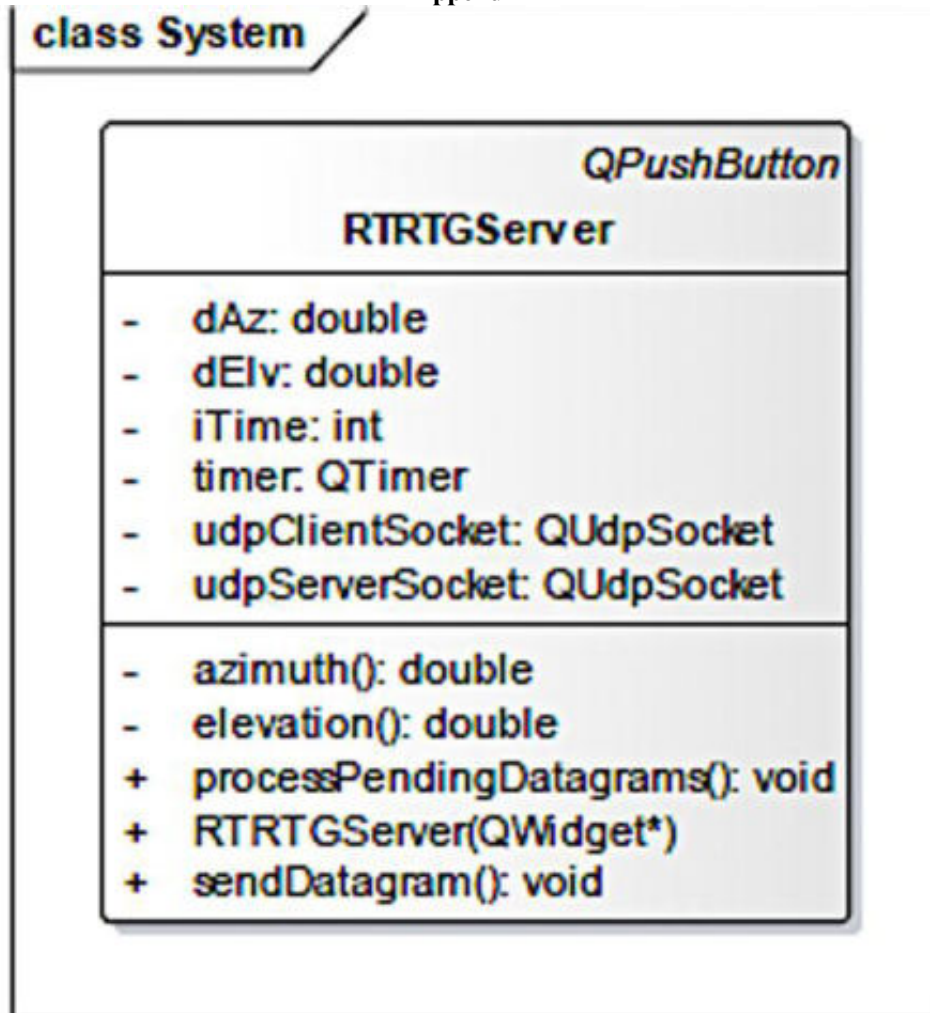 class System
QPushButton
RTRTGServer
- dAz: double
- dElv: double
- iTime: int
- timer: QTimer
- udpClientSocket: QUdpSocket
- udpServerSocket: QUdpSocket
- azimuth(): double
- elevation(): double
+ processPendingDatagrams(): void
+ RTRTGServer(QWidget*)
+ sendDatagram(): void